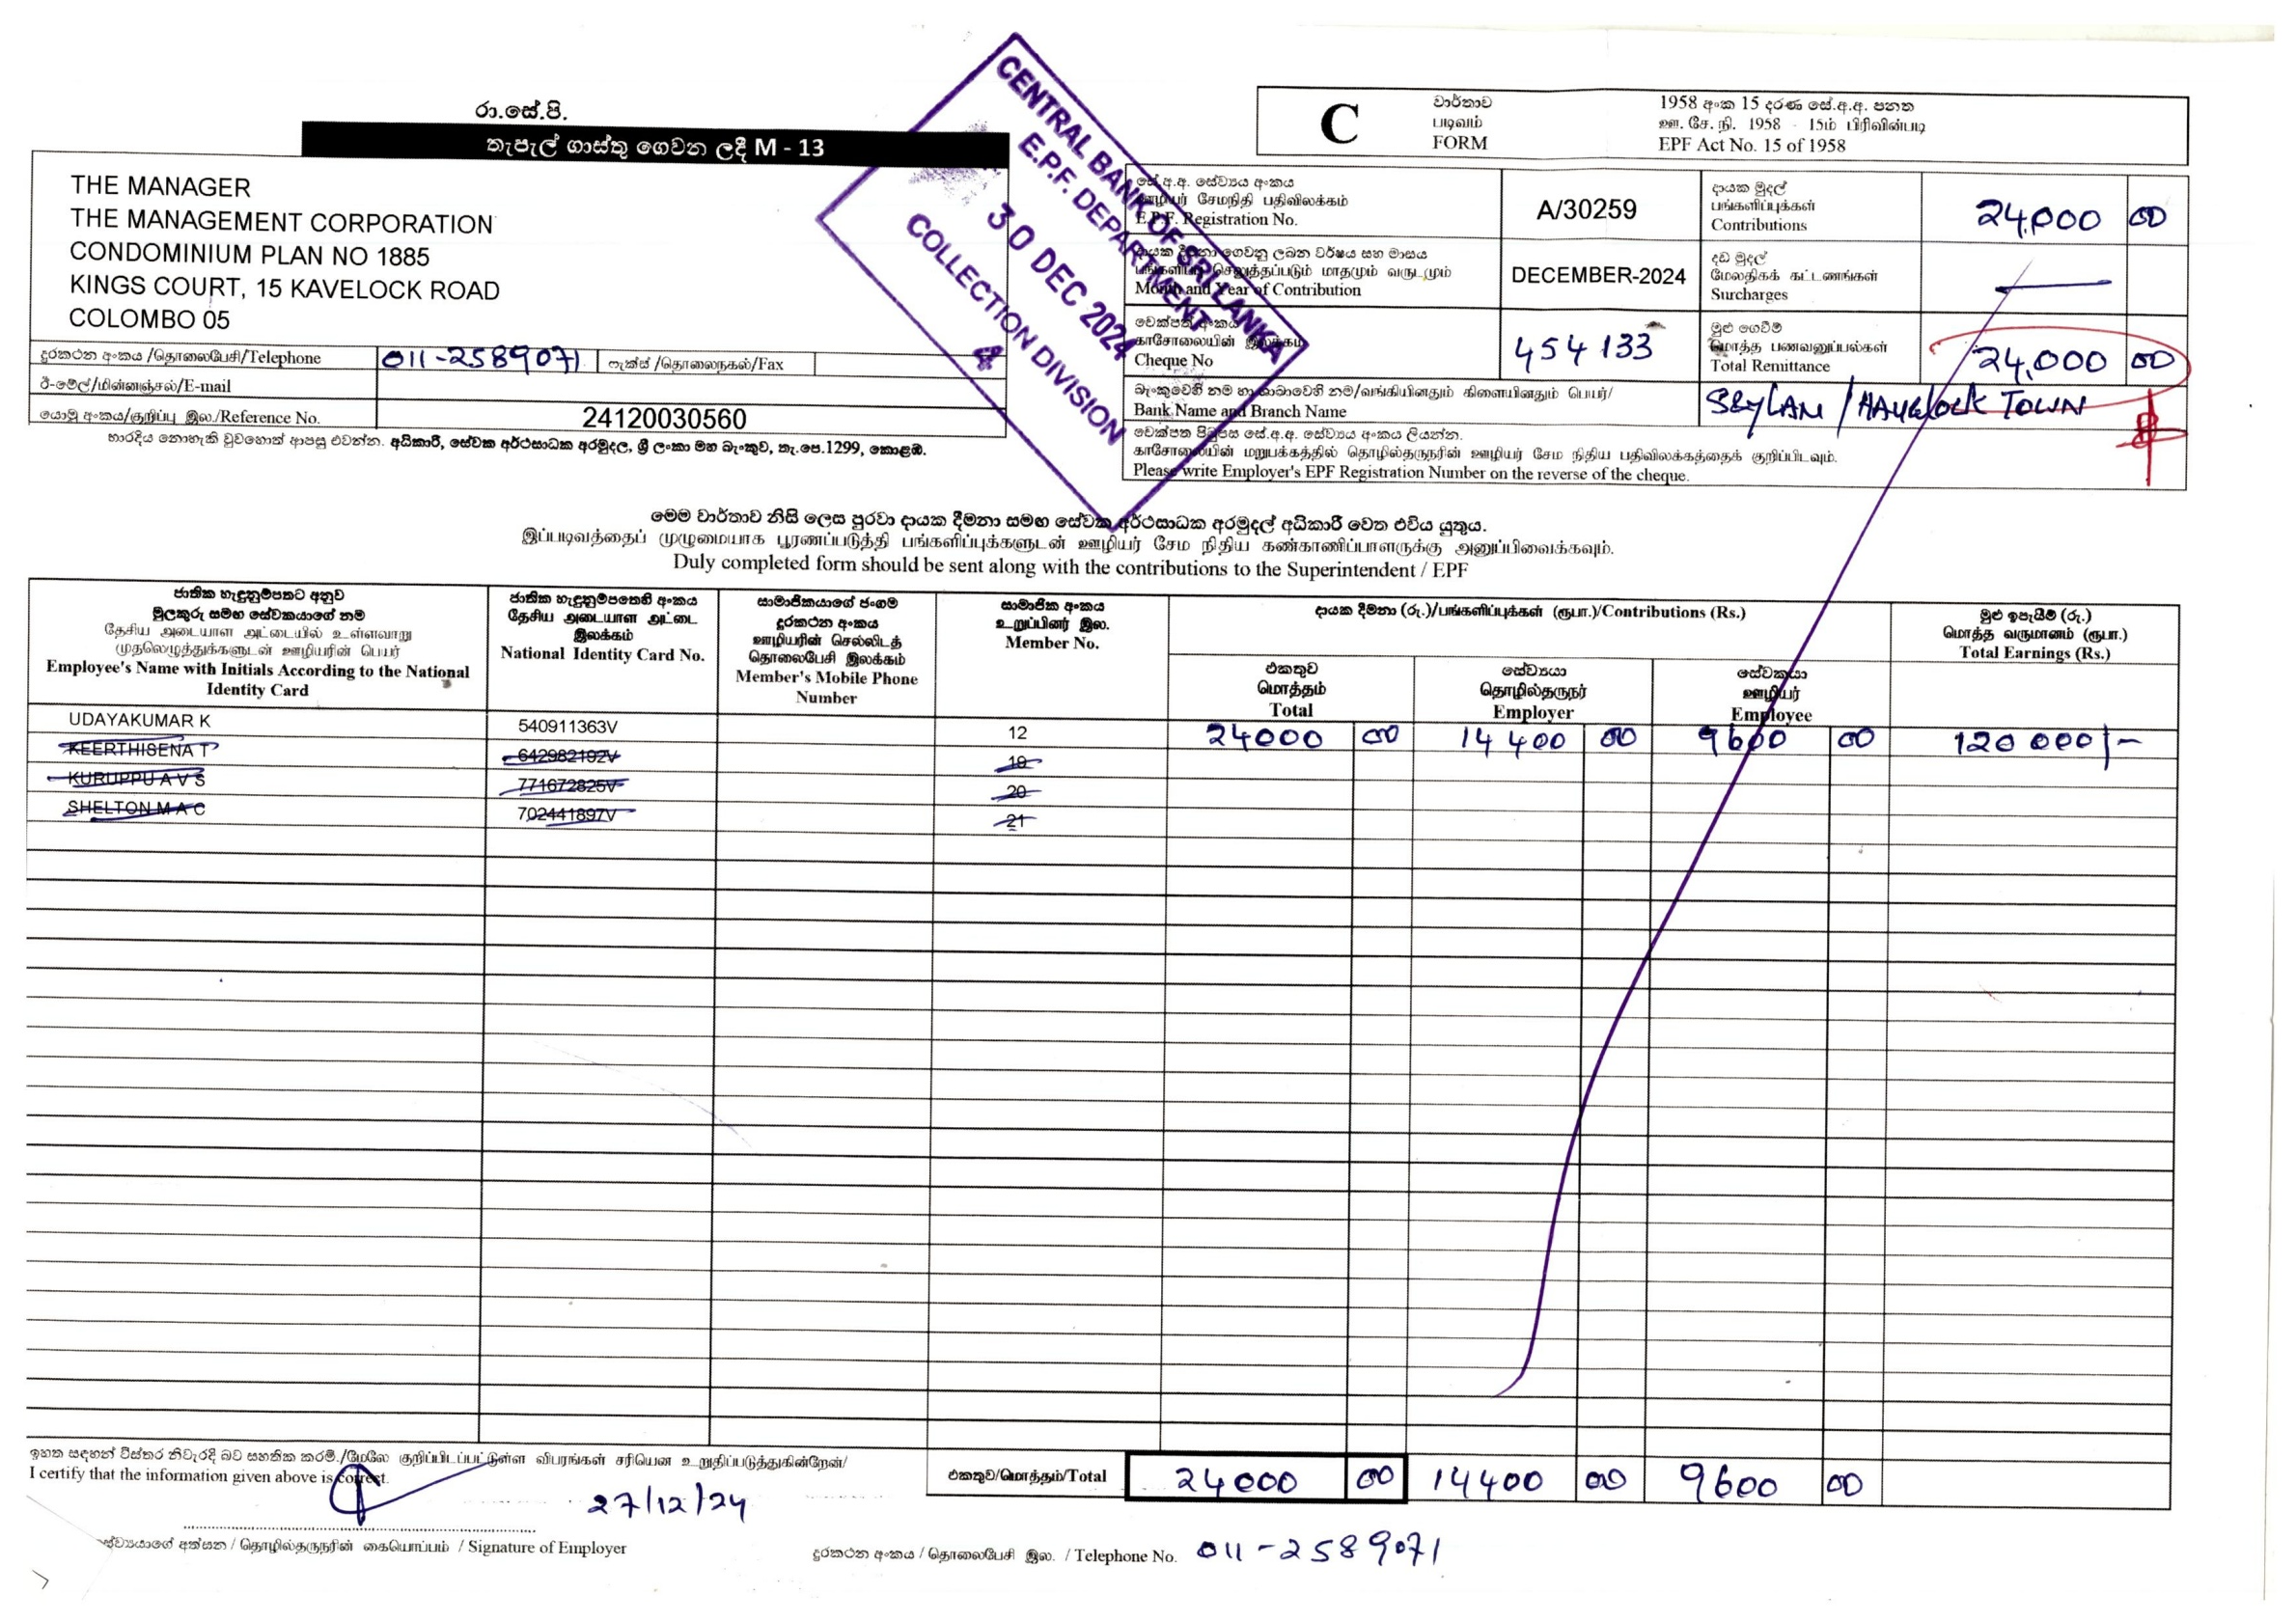 රා.සේ.පි.
තැපැල් ගාස්තු ගෙවන ලදී M - 13
THE MANAGER
THE MANAGEMENT CORPORATION
CONDOMINIUM PLAN NO 1885
KINGS COURT, 15 KAVELOCK ROAD
COLOMBO 05
දුරකථන අංකය /தொலைபேசி/Telephone 011-2589071 ෆැක්ස් /தொலைநகல்/Fax
ඊ-මේල්/மின்னஞ்சல்/E-mail
යොමු අංකය/குறிப்பு இல./Reference No. 24120030560
භාරදිය නොහැකි වුවහොත් ආපසු එවන්න. අධිකාරී, සේවක අර්ථසාධක අරමුදල, ශ්‍රී ලංකා මහ බැංකුව, තැ.පෙ.1299, කොළඹ.
CENTRAL BANK OF SRI LANKA
E.P.F. DEPARTMENT
30 DEC 2024
COLLECTION DIVISION
4
C
වාර්තාව
படிவம்
FORM
1958 අංක 15 දරණ සේ.අ.අ. පනත
ஊ. சே. நி. 1958 - 15ம் பிரிவின்படி
EPF Act No. 15 of 1958
සේ.අ.අ. සේව්‍යය අංකය
ஊழியர் சேமநிதி பதிவிலக்கம்
E.P.F. Registration No.
A/30259
දායක මුදල්
பங்களிப்புக்கள்
Contributions
24,000 00
දායක දීමනා ගෙවනු ලබන වර්ෂය සහ මාසය
செலுத்தப்படும் மாதமும் வருடமும்
Month and Year of Contribution
DECEMBER-2024
දඩ මුදල්
மேலதிகக் கட்டணங்கள்
Surcharges
චෙක්පත් අංකය
காசோலையின் இலக்கம்
Cheque No
454133
මුළු ගෙවීම්
மொத்த பணவனுப்பல்கள்
Total Remittance
24,000 00
බැංකුවෙහි නම හා ශාඛාවෙහි නම/வங்கியினதும் கிளையினதும் பெயர்/
Bank Name and Branch Name
SEYLAN / HAVELOCK TOWN
චෙක්පත පිටුපස සේ.අ.අ. සේව්‍යය අංකය ලියන්න.
காசோலையின் மறுபக்கத்தில் தொழில்தருநரின் ஊழியர் சேம நிதிய பதிவிலக்கத்தைக் குறிப்பிடவும்.
Please write Employer's EPF Registration Number on the reverse of the cheque.
මෙම වාර්තාව නිසි ලෙස පුරවා දායක දීමනා සමඟ සේවක අර්ථසාධක අරමුදල් අධිකාරී වෙත එවිය යුතුය.
இப்படிவத்தைப் முழுமையாக பூரணப்படுத்தி பங்களிப்புக்களுடன் ஊழியர் சேம நிதிய கண்காணிப்பாளருக்கு அனுப்பிவைக்கவும்.
Duly completed form should be sent along with the contributions to the Superintendent / EPF
ජාතික හැඳුනුම්පතට අනුව
මුලකුරු සමඟ සේවකයාගේ නම
தேசிய அடையாள அட்டையில் உள்ளவாறு
முதலெழுத்துக்களுடன் ஊழியரின் பெயர்
Employee's Name with Initials According to the National
Identity Card
ජාතික හැඳුනුම්පතෙහි අංකය
தேசிய அடையாள அட்டை
இலக்கம்
National Identity Card No.
සාමාජිකයාගේ ජංගම
දුරකථන අංකය
ஊழியரின் செல்லிடத்
தொலைபேசி இலக்கம்
Member's Mobile Phone
Number
සාමාජික අංකය
உறுப்பினர் இல.
Member No.
දායක දීමනා (රු.)/பங்களிப்புக்கள் (ரூபா.)/Contributions (Rs.)
එකතුව
மொத்தம்
Total
සේව්‍යයා
தொழில்தருநர்
Employer
සේවකයා
ஊழியர்
Employee
මුළු ඉපැයීම් (රු.)
மொத்த வருமானம் (ரூபா.)
Total Earnings (Rs.)
UDAYAKUMAR K 540911363V 12 24000 00 14400 00 9600 00 120 000/-
KEERTHISENA T 642982192V 19
KURUPPU A V S 771672825V 20
SHELTON M A C 702441897V 21
ඉහත සඳහන් විස්තර නිවැරදි බව සහතික කරමි./மேலே குறிப்பிடப்பட்டுள்ள விபரங்கள் சரியென உறுதிப்படுத்துகின்றேன்/
I certify that the information given above is correct.
එකතුව/மொத்தம்/Total 24000 00 14400 00 9600 00
27/12/24
සේව්‍යයාගේ අත්සන / தொழில்தருநரின் கையொப்பம் / Signature of Employer
දුරකථන අංකය / தொலைபேசி இல. / Telephone No. 011-2589071